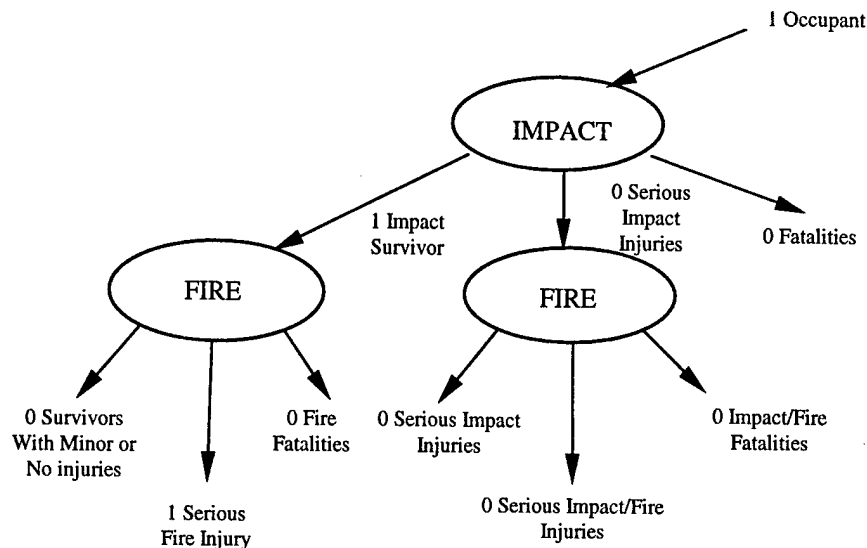 1 Occupant
IMPACT
1 Impact
Survivor
0 Serious
Impact
Injuries
0 Fatalities
FIRE
FIRE
0 Survivors
With Minor or
No injuries
1 Serious
Fire Injury
0 Fire
Fatalities
0 Serious Impact
Injuries
0 Serious Impact/Fire
Injuries
0 Impact/Fire
Fatalities